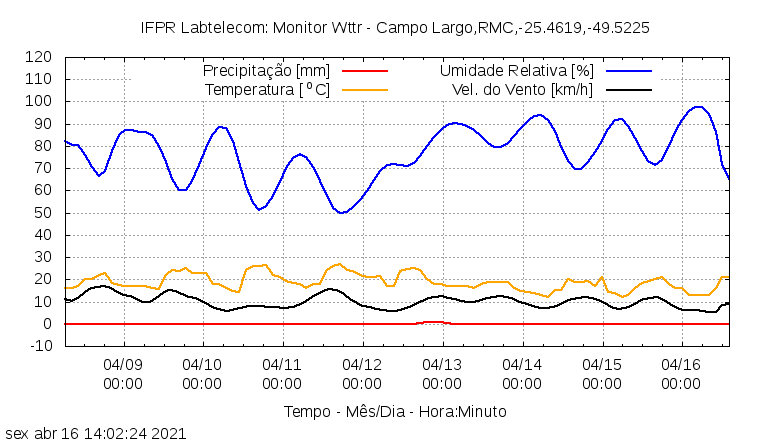 IFPR Labtelecom: Monitor Wttr - Campo Largo,RMC,-25.4619,-49.5225
120
110
100
90
80
70
60
50
40
30
20
10
0
-10
Precipitação [mm]
Temperatura [⁰C]
Umidade Relativa [%]
Vel. do Vento [km/h]
04/09 04/10 04/11 04/12 04/13 04/14 04/15 04/16
00:00 00:00 00:00 00:00 00:00 00:00 00:00 00:00
Tempo - Mês/Dia - Hora:Minuto
sex abr 16 14:02:24 2021